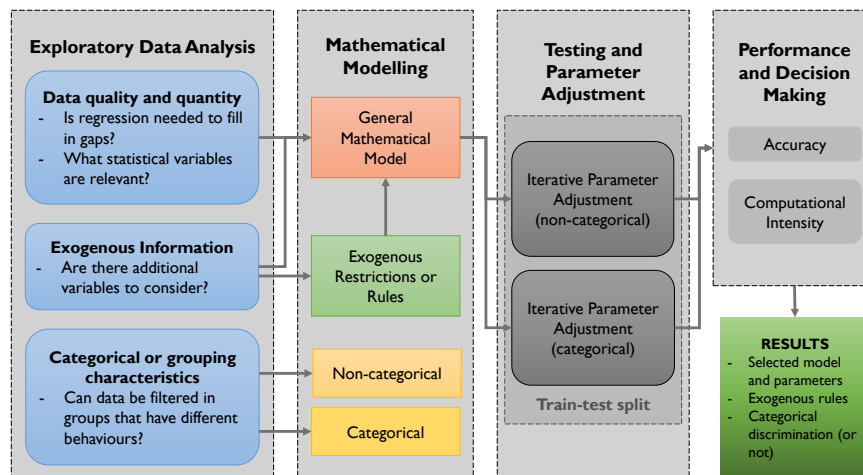 Exploratory Data Analysis
Data quality and quantity
- Is regression needed to fill
in gaps?
- What statistical variables
are relevant?
Exogenous Information
- Are there additional
variables to consider?
Categorical or grouping
characteristics
- Can data be filtered in
groups that have different
behaviours?
Mathematical
Modelling
General
Mathematical
Model
Exogenous
Restrictions or
Rules
Non-categorical
Categorical
Testing and
Parameter
Adjustment
Iterative Parameter
Adjustment
(non-categorical)
Iterative Parameter
Adjustment
(categorical)
Train-test split
Performance
and Decision
Making
Accuracy
Computational
Intensity
RESULTS
- Selected model
and parameters
- Exogenous rules
- Categorical
discrimination (or
not)